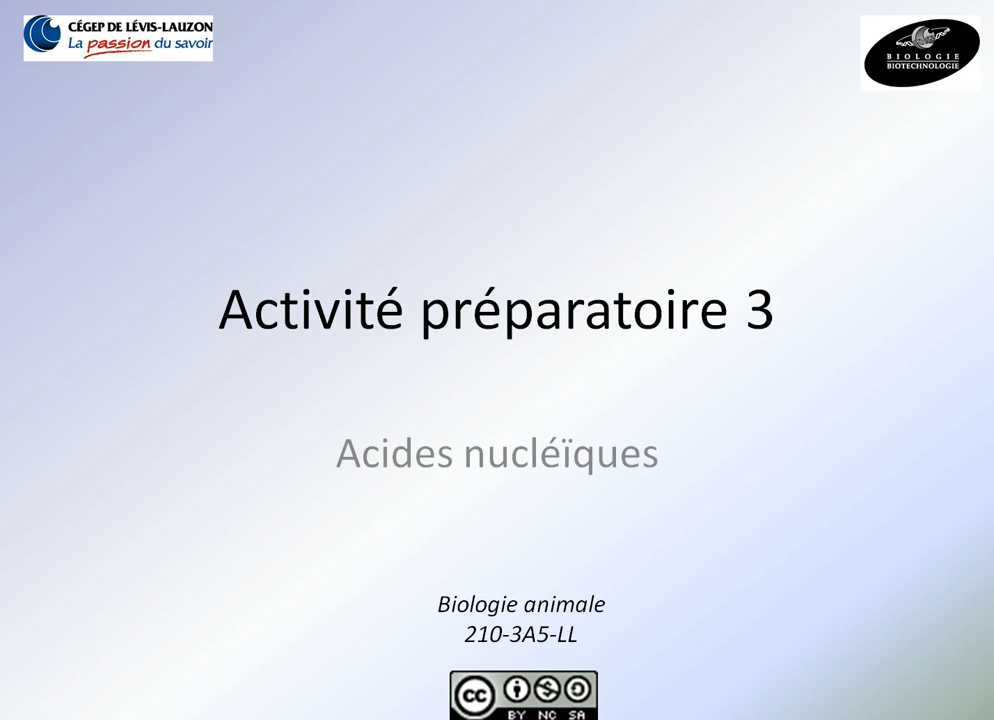 CÉGEP DE LÉVIS-LAUZON
La passion du savoir
BIOLOGIE
BIOTECHNOLOGIE
Activité préparatoire 3
Acides nucléïques
Biologie animale
210-3A5-LL
cc
BY NC SA